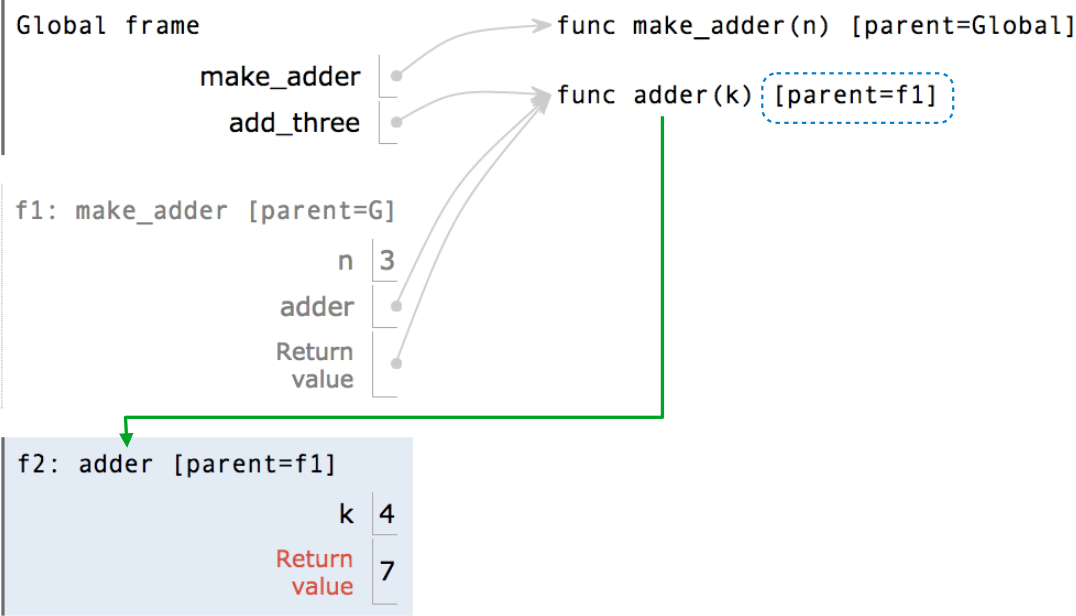 Global frame
func make_adder(n) [parent=Global]
make_adder
func adder(k) [parent=f1]
add_three
f1: make_adder [parent=G]
n 3
adder
Return
value
f2: adder [parent=f1]
k 4
Return
value 7